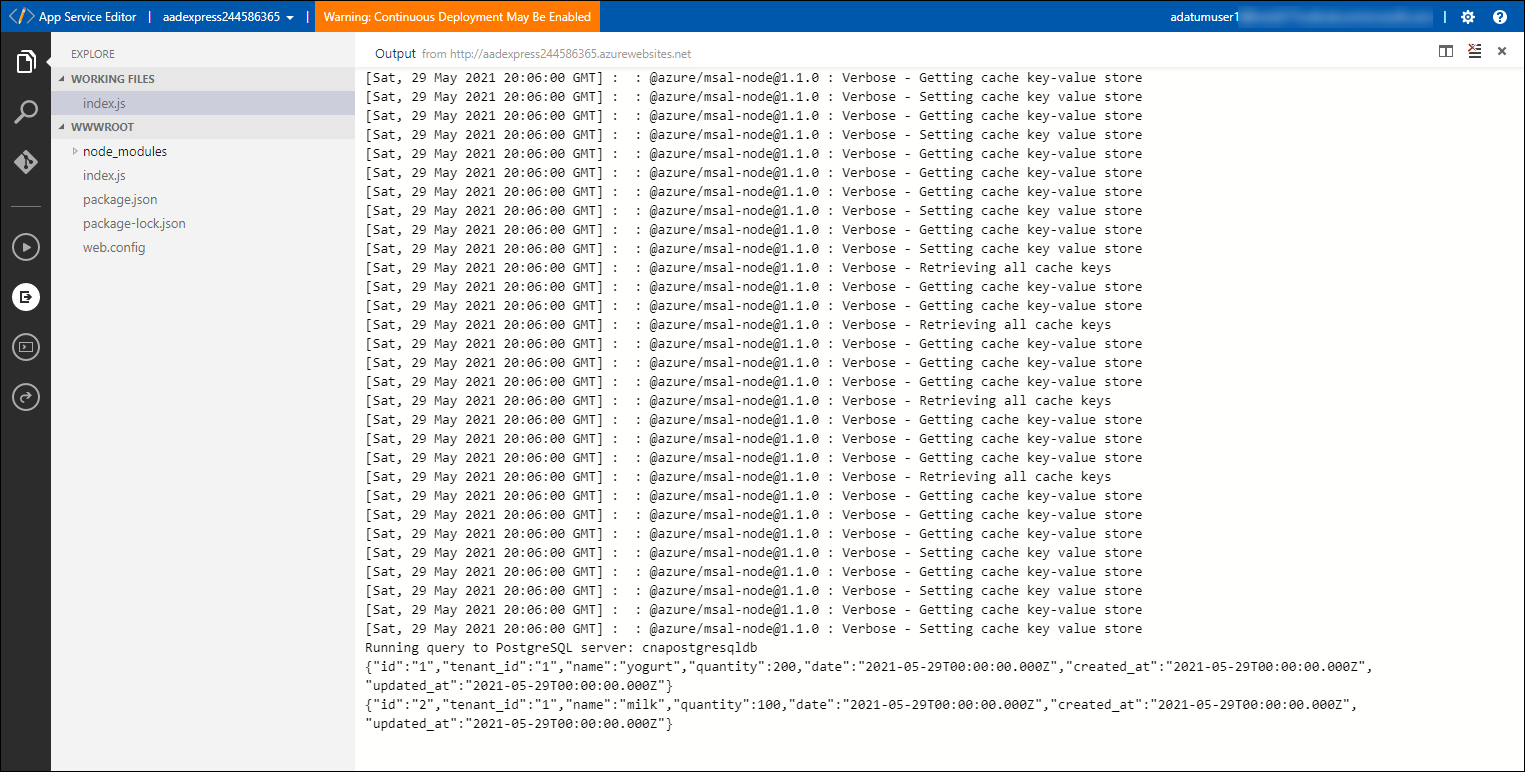 App Service Editor | aadexpress244586365 | Warning: Continuous Deployment May Be Enabled adatumuser1 |
EXPLORE
WORKING FILES
index.js
WWWROOT
node_modules
index.js
package.json
package-lock.json
web.config
Output from http://aadexpress244586365.azurewebsites.net
[Sat, 29 May 2021 20:06:00 GMT] :  : @azure/msal-node@1.1.0 : Verbose - Getting cache key-value store
[Sat, 29 May 2021 20:06:00 GMT] :  : @azure/msal-node@1.1.0 : Verbose - Setting cache key value store
[Sat, 29 May 2021 20:06:00 GMT] :  : @azure/msal-node@1.1.0 : Verbose - Getting cache key-value store
[Sat, 29 May 2021 20:06:00 GMT] :  : @azure/msal-node@1.1.0 : Verbose - Setting cache key value store
[Sat, 29 May 2021 20:06:00 GMT] :  : @azure/msal-node@1.1.0 : Verbose - Getting cache key-value store
[Sat, 29 May 2021 20:06:00 GMT] :  : @azure/msal-node@1.1.0 : Verbose - Getting cache key-value store
[Sat, 29 May 2021 20:06:00 GMT] :  : @azure/msal-node@1.1.0 : Verbose - Getting cache key-value store
[Sat, 29 May 2021 20:06:00 GMT] :  : @azure/msal-node@1.1.0 : Verbose - Setting cache key value store
[Sat, 29 May 2021 20:06:00 GMT] :  : @azure/msal-node@1.1.0 : Verbose - Getting cache key-value store
[Sat, 29 May 2021 20:06:00 GMT] :  : @azure/msal-node@1.1.0 : Verbose - Setting cache key value store
[Sat, 29 May 2021 20:06:00 GMT] :  : @azure/msal-node@1.1.0 : Verbose - Retrieving all cache keys
[Sat, 29 May 2021 20:06:00 GMT] :  : @azure/msal-node@1.1.0 : Verbose - Getting cache key-value store
[Sat, 29 May 2021 20:06:00 GMT] :  : @azure/msal-node@1.1.0 : Verbose - Getting cache key-value store
[Sat, 29 May 2021 20:06:00 GMT] :  : @azure/msal-node@1.1.0 : Verbose - Retrieving all cache keys
[Sat, 29 May 2021 20:06:00 GMT] :  : @azure/msal-node@1.1.0 : Verbose - Getting cache key-value store
[Sat, 29 May 2021 20:06:00 GMT] :  : @azure/msal-node@1.1.0 : Verbose - Getting cache key-value store
[Sat, 29 May 2021 20:06:00 GMT] :  : @azure/msal-node@1.1.0 : Verbose - Getting cache key-value store
[Sat, 29 May 2021 20:06:00 GMT] :  : @azure/msal-node@1.1.0 : Verbose - Retrieving all cache keys
[Sat, 29 May 2021 20:06:00 GMT] :  : @azure/msal-node@1.1.0 : Verbose - Getting cache key-value store
[Sat, 29 May 2021 20:06:00 GMT] :  : @azure/msal-node@1.1.0 : Verbose - Getting cache key-value store
[Sat, 29 May 2021 20:06:00 GMT] :  : @azure/msal-node@1.1.0 : Verbose - Getting cache key-value store
[Sat, 29 May 2021 20:06:00 GMT] :  : @azure/msal-node@1.1.0 : Verbose - Retrieving all cache keys
[Sat, 29 May 2021 20:06:00 GMT] :  : @azure/msal-node@1.1.0 : Verbose - Getting cache key-value store
[Sat, 29 May 2021 20:06:00 GMT] :  : @azure/msal-node@1.1.0 : Verbose - Getting cache key-value store
[Sat, 29 May 2021 20:06:00 GMT] :  : @azure/msal-node@1.1.0 : Verbose - Getting cache key-value store
[Sat, 29 May 2021 20:06:00 GMT] :  : @azure/msal-node@1.1.0 : Verbose - Setting cache key value store
[Sat, 29 May 2021 20:06:00 GMT] :  : @azure/msal-node@1.1.0 : Verbose - Getting cache key-value store
[Sat, 29 May 2021 20:06:00 GMT] :  : @azure/msal-node@1.1.0 : Verbose - Setting cache key value store
[Sat, 29 May 2021 20:06:00 GMT] :  : @azure/msal-node@1.1.0 : Verbose - Getting cache key-value store
[Sat, 29 May 2021 20:06:00 GMT] :  : @azure/msal-node@1.1.0 : Verbose - Setting cache key value store
Running query to PostgreSQL server: cnapostgresqldb
{"id":"1","tenant_id":"1","name":"yogurt","quantity":200,"date":"2021-05-29T00:00:00.000Z","created_at":"2021-05-29T00:00:00.000Z",
"updated_at":"2021-05-29T00:00:00.000Z"}
{"id":"2","tenant_id":"1","name":"milk","quantity":100,"date":"2021-05-29T00:00:00.000Z","created_at":"2021-05-29T00:00:00.000Z",
"updated_at":"2021-05-29T00:00:00.000Z"}